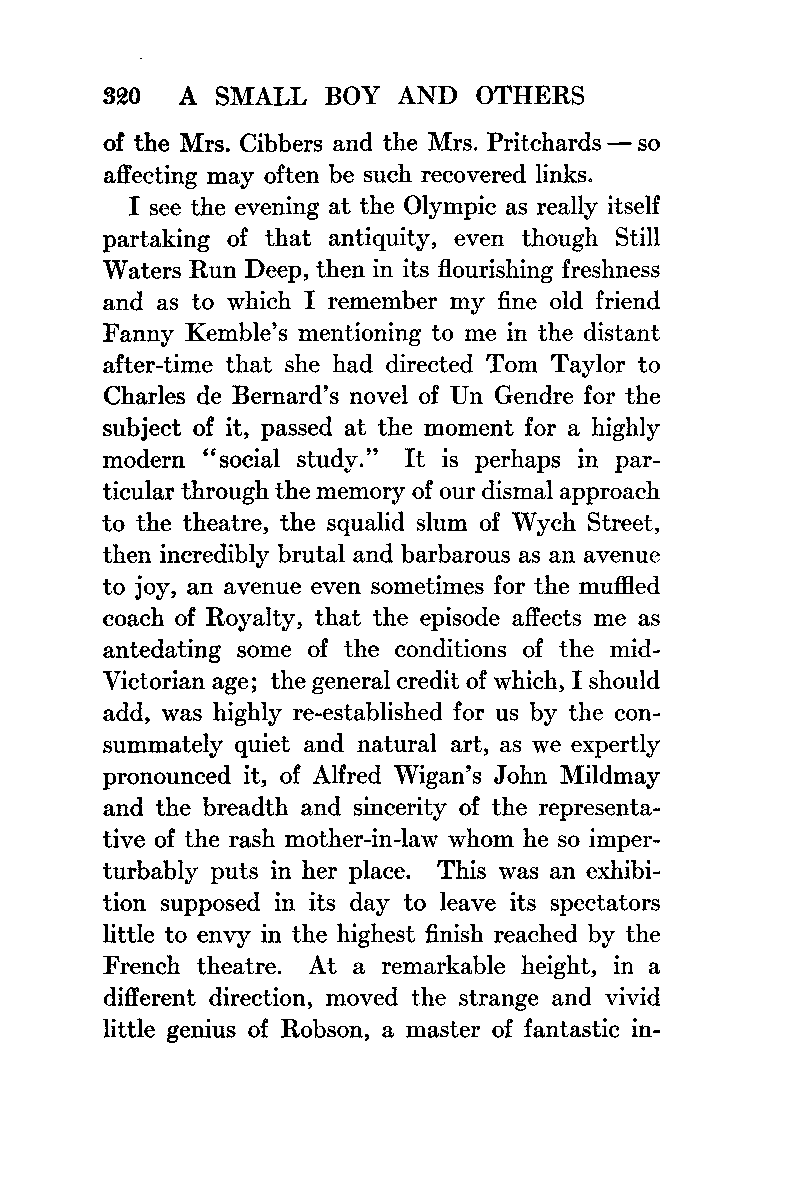 320 A SMALL BOY AND OTHERS
of the Mrs. Cibbers and the Mrs. Pritchards — so
affecting may often be such recovered links.
I see the evening at the Olympic as really itself
partaking of that antiquity, even though Still
Waters Run Deep, then in its flourishing freshness
and as to which I remember my fine old friend
Fanny Kemble's mentioning to me in the distant
after-time that she had directed Tom Taylor to
Charles de Bernard's novel of Un Gendre for the
subject of it, passed at the moment for a highly
modern "social study." It is perhaps in par-
ticular through the memory of our dismal approach
to the theatre, the squalid slum of Wych Street,
then incredibly brutal and barbarous as an avenue
to joy, an avenue even sometimes for the muffled
coach of Royalty, that the episode affects me as
antedating some of the conditions of the mid-
Victorian age; the general credit of which, I should
add, was highly re-established for us by the con-
summately quiet and natural art, as we expertly
pronounced it, of Alfred Wigan's John Mildmay
and the breadth and sincerity of the representa-
tive of the rash mother-in-law whom he so imper-
turbably puts in her place. This was an exhibi-
tion supposed in its day to leave its spectators
little to envy in the highest finish reached by the
French theatre. At a remarkable height, in a
different direction, moved the strange and vivid
little genius of Robson, a master of fantastic in-